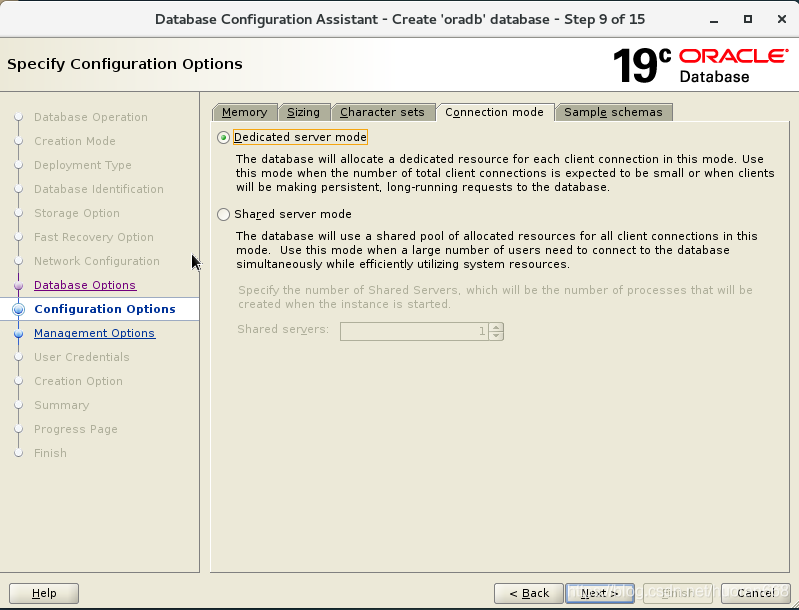 Database Configuration Assistant - Create 'oradb' database - Step 9 of 15
Specify Configuration Options
19c ORACLE
Database
Database Operation
Creation Mode
Deployment Type
Database Identification
Storage Option
Fast Recovery Option
Network Configuration
Database Options
Configuration Options
Management Options
User Credentials
Creation Option
Summary
Progress Page
Finish
Memory Sizing Character sets Connection mode Sample schemas
Dedicated server mode
The database will allocate a dedicated resource for each client connection in this mode. Use
this mode when the number of total client connections is expected to be small or when clients
will be making persistent, long-running requests to the database.
Shared server mode
The database will use a shared pool of allocated resources for all client connections in this
mode.  Use this mode when a large number of users need to connect to the database
simultaneously while efficiently utilizing system resources.
Specify the number of Shared Servers, which will be the number of processes that will be
created when the instance is started.
Shared servers: 1
Help < Back Next > Finish Cancel